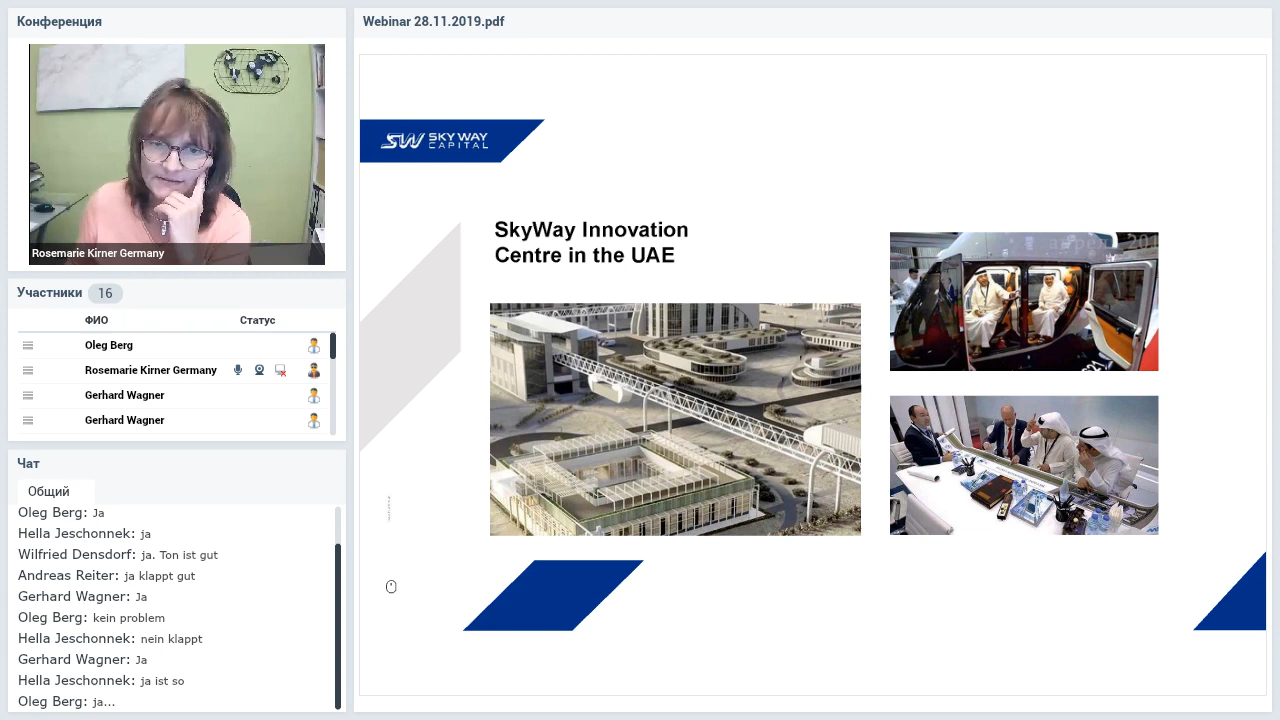 Конференция
Rosemarie Kirner Germany
Участники 16
ФИО Статус
Oleg Berg
Rosemarie Kirner Germany
Gerhard Wagner
Gerhard Wagner
Чат
Общий
Oleg Berg: Ja
Hella Jeschonnek: ja
Wilfried Densdorf: ja. Ton ist gut
Andreas Reiter: ja klappt gut
Gerhard Wagner: Ja
Oleg Berg: kein problem
Hella Jeschonnek: nein klappt
Gerhard Wagner: Ja
Hella Jeschonnek: ja ist so
Oleg Berg: ja...
Webinar 28.11.2019.pdf
SW SKY WAY
CAPITAL
SkyWay Innovation
Centre in the UAE